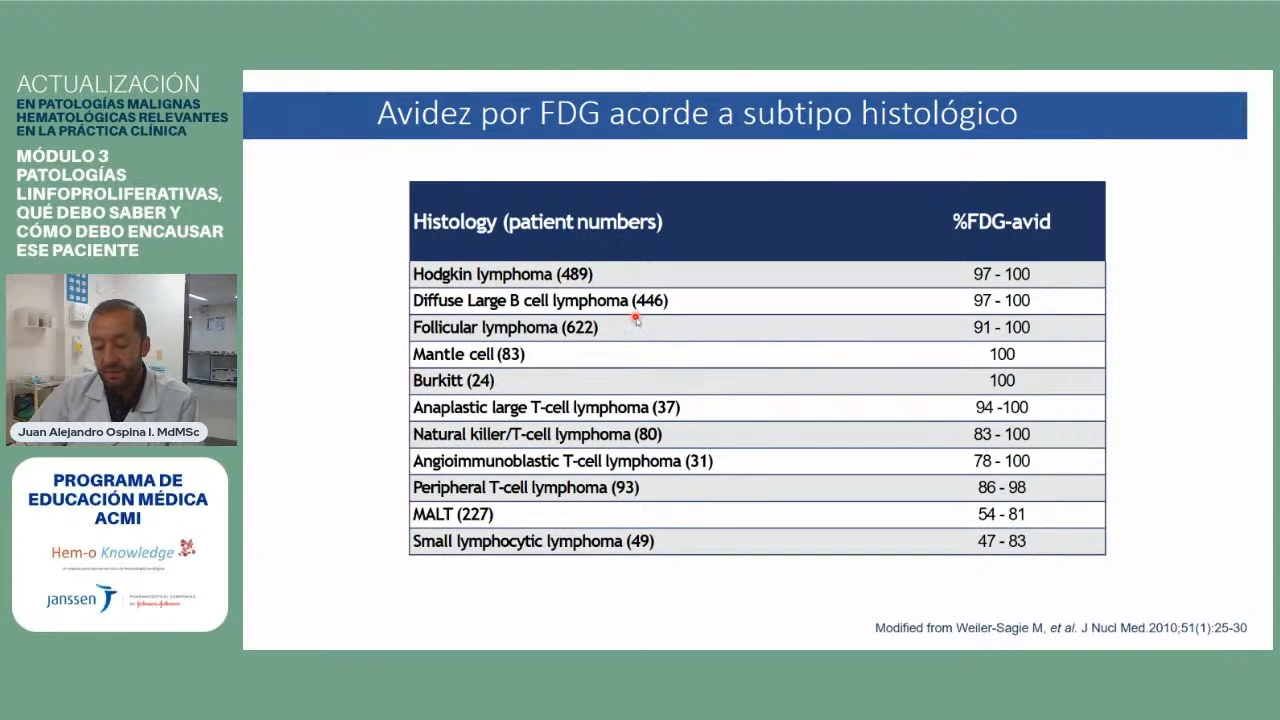 ACTUALIZACIÓN
EN PATOLOGÍAS MALIGNAS
HEMATOLÓGICAS RELEVANTES
EN LA PRÁCTICA CLÍNICA
MÓDULO 3
PATOLOGÍAS
LINFOPROLIFERATIVAS,
QUÉ DEBO SABER Y
CÓMO DEBO ENCAUSAR
ESE PACIENTE
Juan Alejandro Ospina I. MdMSc
PROGRAMA DE
EDUCACIÓN MÉDICA
ACMI
Hem-o Knowledge
janssen
PHARMACEUTICAL COMPANIES
OF Johnson & Johnson
Avidez por FDG acorde a subtipo histológico
Histology (patient numbers) %FDG-avid
Hodgkin lymphoma (489) 97 - 100
Diffuse Large B cell lymphoma (446) 97 - 100
Follicular lymphoma (622) 91 - 100
Mantle cell (83) 100
Burkitt (24) 100
Anaplastic large T-cell lymphoma (37) 94 -100
Natural killer/T-cell lymphoma (80) 83 - 100
Angioimmunoblastic T-cell lymphoma (31) 78 - 100
Peripheral T-cell lymphoma (93) 86 - 98
MALT (227) 54 - 81
Small lymphocytic lymphoma (49) 47 - 83
Modified from Weiler-Sagie M, et al. J Nucl Med.2010;51(1):25-30